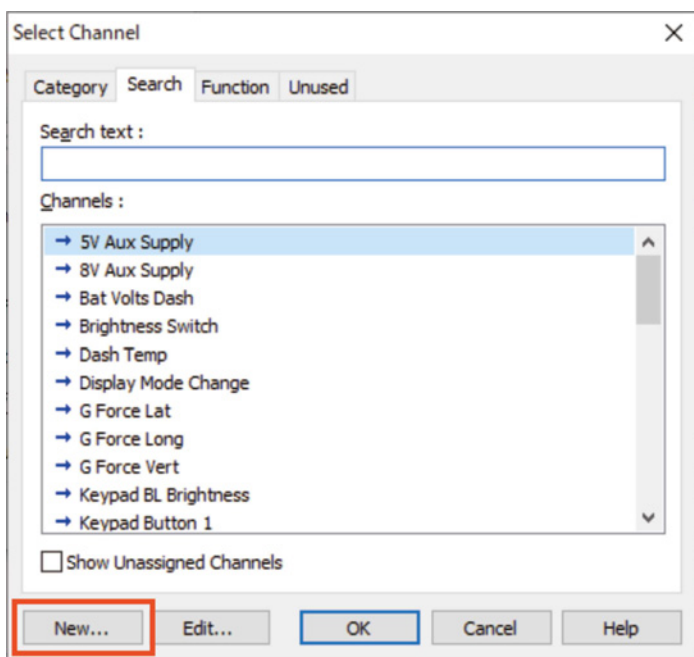 Select Channel
Category Search Function Unused
Search text :
Channels :
→ 5V Aux Supply
→ 8V Aux Supply
→ Bat Volts Dash
→ Brightness Switch
→ Dash Temp
→ Display Mode Change
→ G Force Lat
→ G Force Long
→ G Force Vert
→ Keypad BL Brightness
→ Keypad Button 1
Show Unassigned Channels
New... Edit... OK Cancel Help